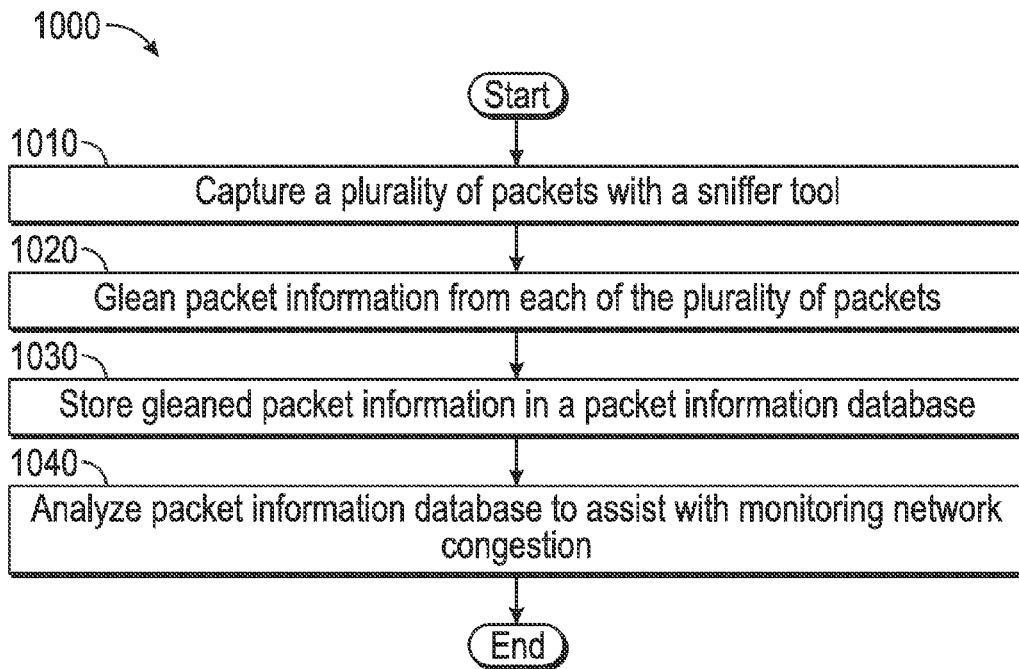 1000
Start
1010
Capture a plurality of packets with a sniffer tool
1020
Glean packet information from each of the plurality of packets
1030
Store gleaned packet information in a packet information database
1040
Analyze packet information database to assist with monitoring network
congestion
End